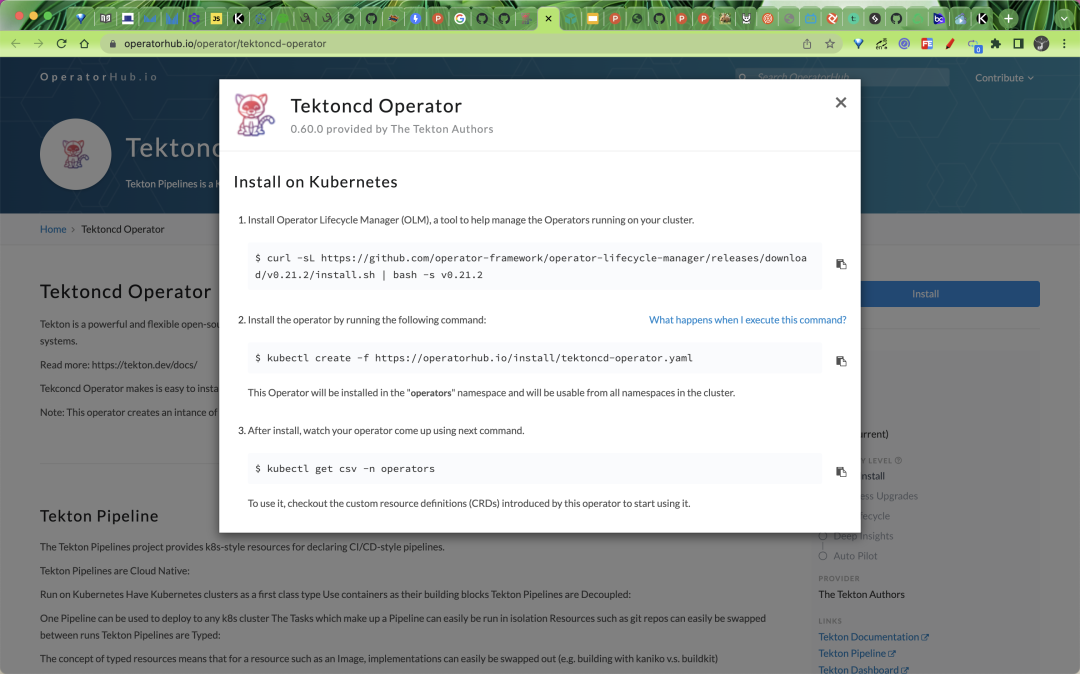 operatorhub.io/operator/tektoncd-operator
OperatorHub.io
Search OperatorHub
Contribute
Tektoncd Operator
0.60.0 provided by The Tekton Authors
Tektonc
Tekton Pipelines is a K
Install on Kubernetes
1. Install Operator Lifecycle Manager (OLM), a tool to help manage the Operators running on your cluster.
$ curl -sL https://github.com/operator-framework/operator-lifecycle-manager/releases/downloa
d/v0.21.2/install.sh | bash -s v0.21.2
2. Install the operator by running the following command:
What happens when I execute this command?
$ kubectl create -f https://operatorhub.io/install/tektoncd-operator.yaml
This Operator will be installed in the "operators" namespace and will be usable from all namespaces in the cluster.
3. After install, watch your operator come up using next command.
$ kubectl get csv -n operators
To use it, checkout the custom resource definitions (CRDs) introduced by this operator to start using it.
Home > Tektoncd Operator
Tektoncd Operator
Tekton is a powerful and flexible open-sou
systems.
Read more: https://tekton.dev/docs/
Tekconcd Operator makes is easy to insta
Note: This operator creates an intance of
Tekton Pipeline
The Tekton Pipelines project provides k8s-style resources for declaring CI/CD-style pipelines.
Tekton Pipelines are Cloud Native:
Run on Kubernetes Have Kubernetes clusters as a first class type Use containers as their building blocks Tekton Pipelines are Decoupled:
One Pipeline can be used to deploy to any k8s cluster The Tasks which make up a Pipeline can easily be run in isolation Resources such as git repos can easily be swapped
between runs Tekton Pipelines are Typed:
The concept of typed resources means that for a resource such as an Image, implementations can easily be swapped out (e.g. building with kaniko v.s. buildkit)
Install
rrent)
Y LEVEL
nstall
ess Upgrades
fecycle
Deep Insights
Auto Pilot
PROVIDER
The Tekton Authors
LINKS
Tekton Documentation
Tekton Pipeline
Tekton Dashboard